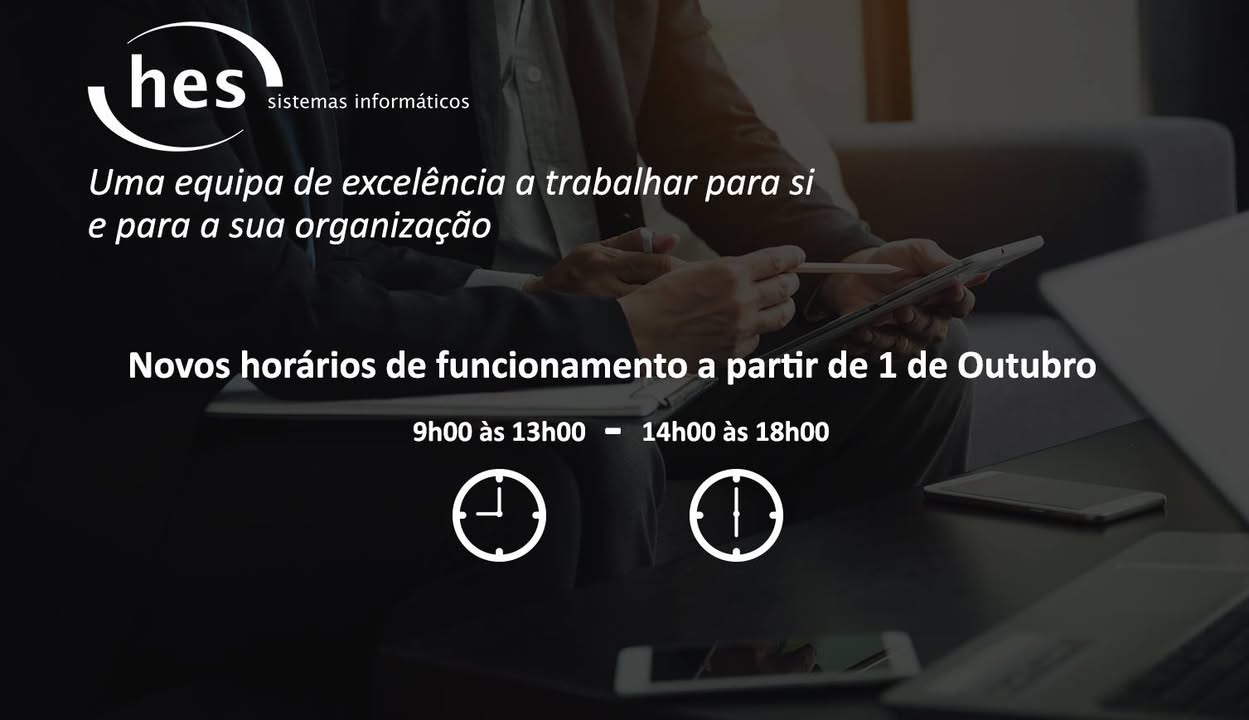 hes
sistemas informáticos
Uma equipa de excelência a trabalhar para si
e para a sua organização
Novos horários de funcionamento a partir de 1 de Outubro
9h00 às 13h00 - 14h00 às 18h00